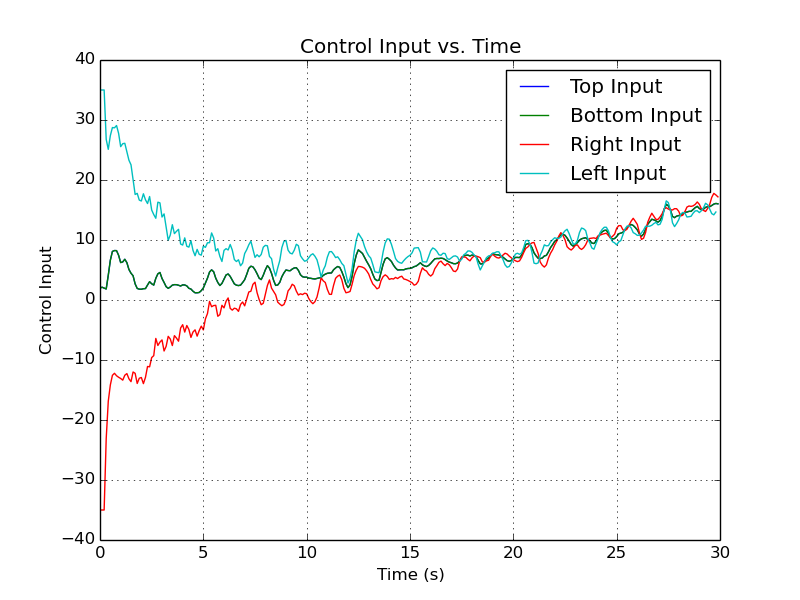 Control Input vs. Time
Top Input
Bottom Input
Right Input
Left Input
Control Input
40
30
20
10
0
−10
−20
−30
−40
0 5 10 15 20 25 30
Time (s)